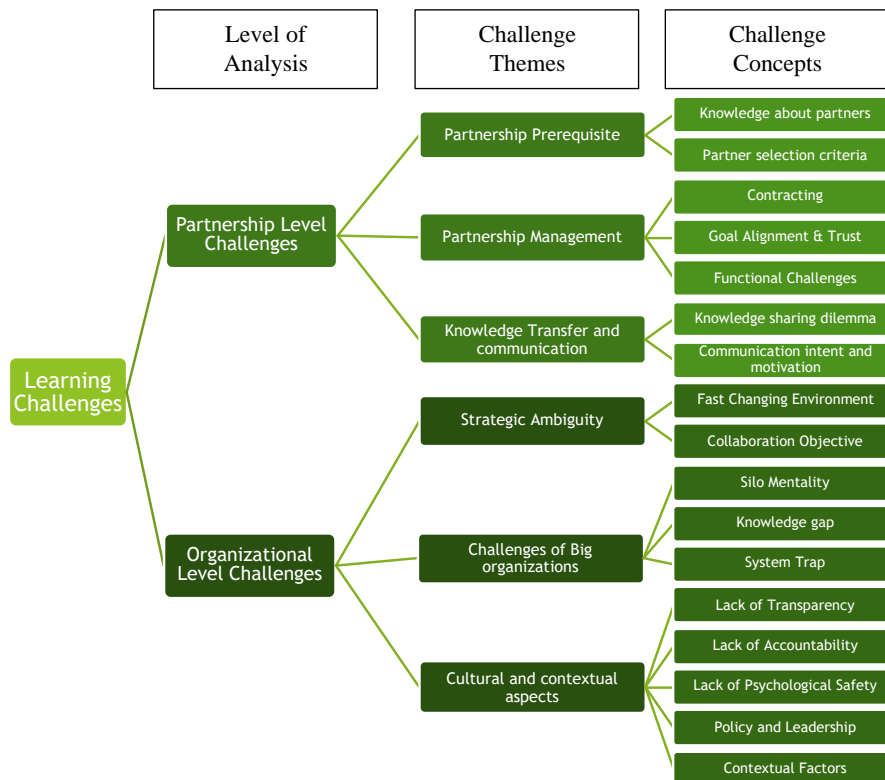 Level of
Analysis
Challenge
Themes
Challenge
Concepts
Learning
Challenges
Partnership Level
Challenges
Partnership Prerequisite
Knowledge about partners
Partner selection criteria
Partnership Management
Contracting
Goal Alignment & Trust
Functional Challenges
Knowledge Transfer and
communication
Knowledge sharing dilemma
Communication intent and
motivation
Organizational
Level Challenges
Strategic Ambiguity
Fast Changing Environment
Collaboration Objective
Challenges of Big
organizations
Silo Mentality
Knowledge gap
System Trap
Cultural and contextual
aspects
Lack of Transparency
Lack of Accountability
Lack of Psychological Safety
Policy and Leadership
Contextual Factors